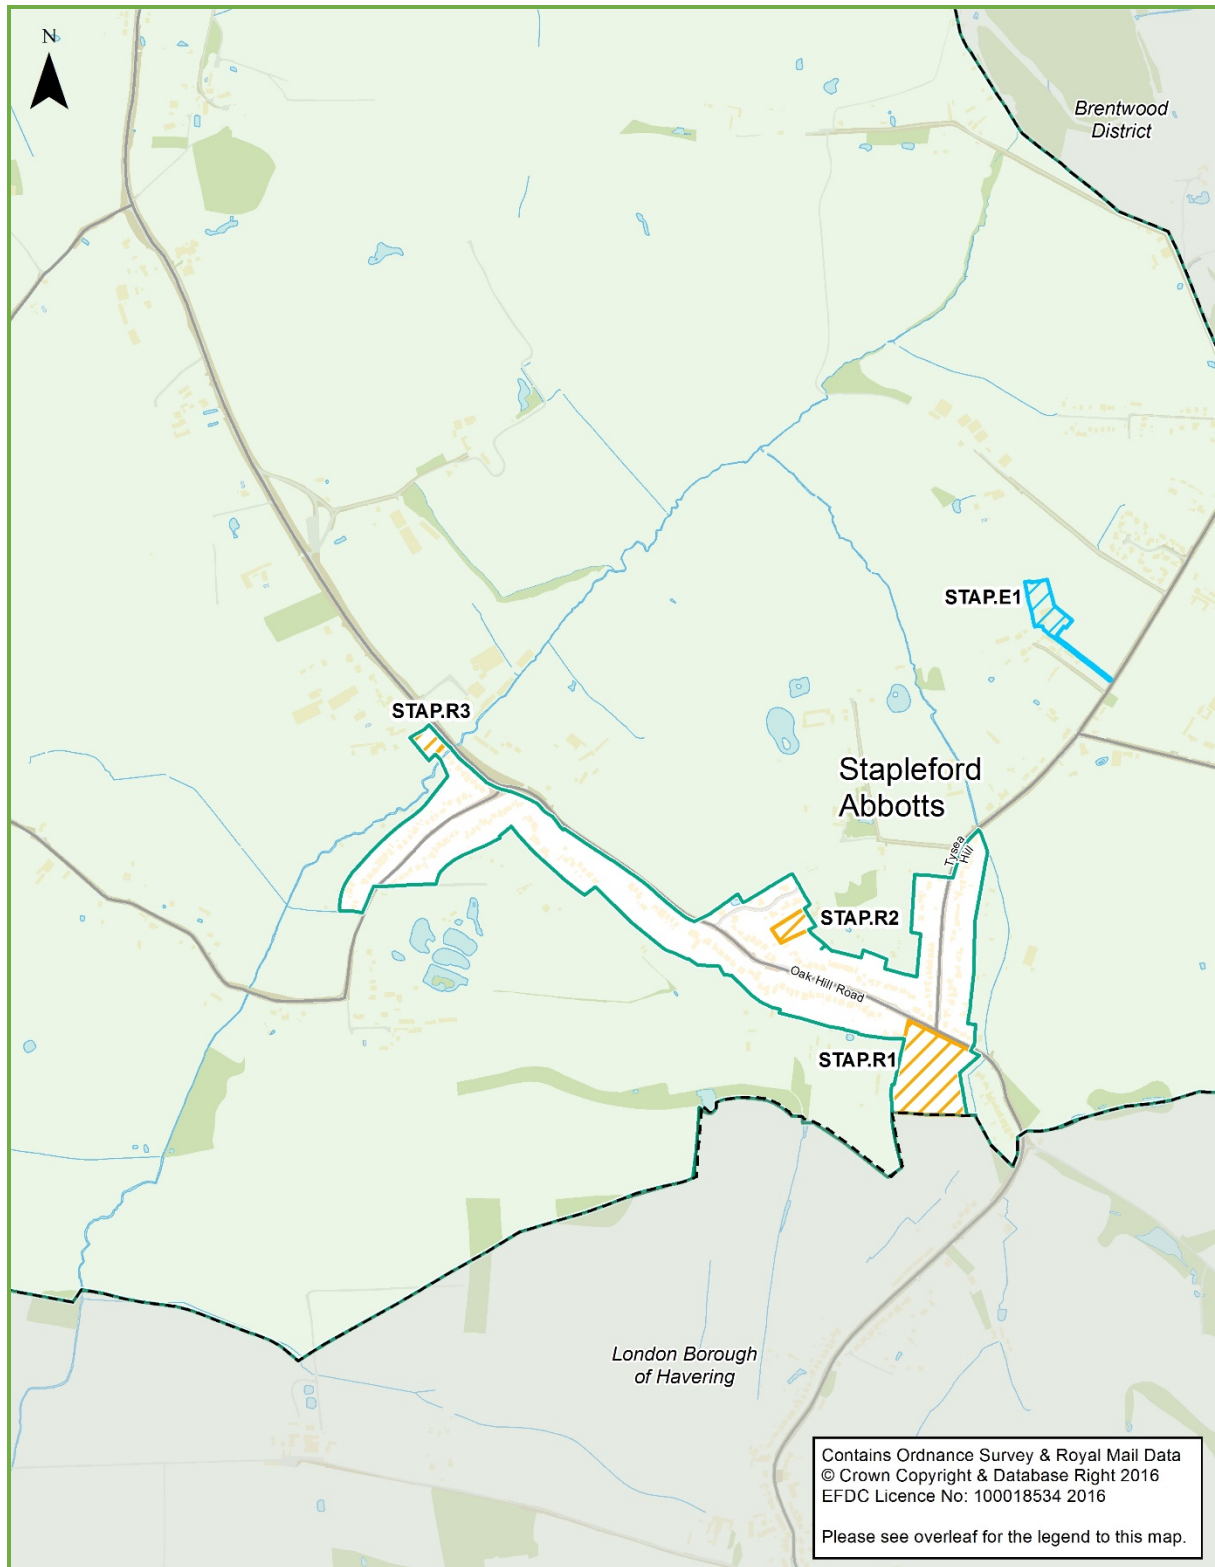 N
Brentwood
District
STAP.E1
STAP.R3
Stapleford
Abbotts
Tysea
Hill
STAP.R2
Oak Hill Road
STAP.R1
London Borough
of Havering
Contains Ordnance Survey & Royal Mail Data
© Crown Copyright & Database Right 2016
EFDC Licence No: 100018534 2016
Please see overleaf for the legend to this map.